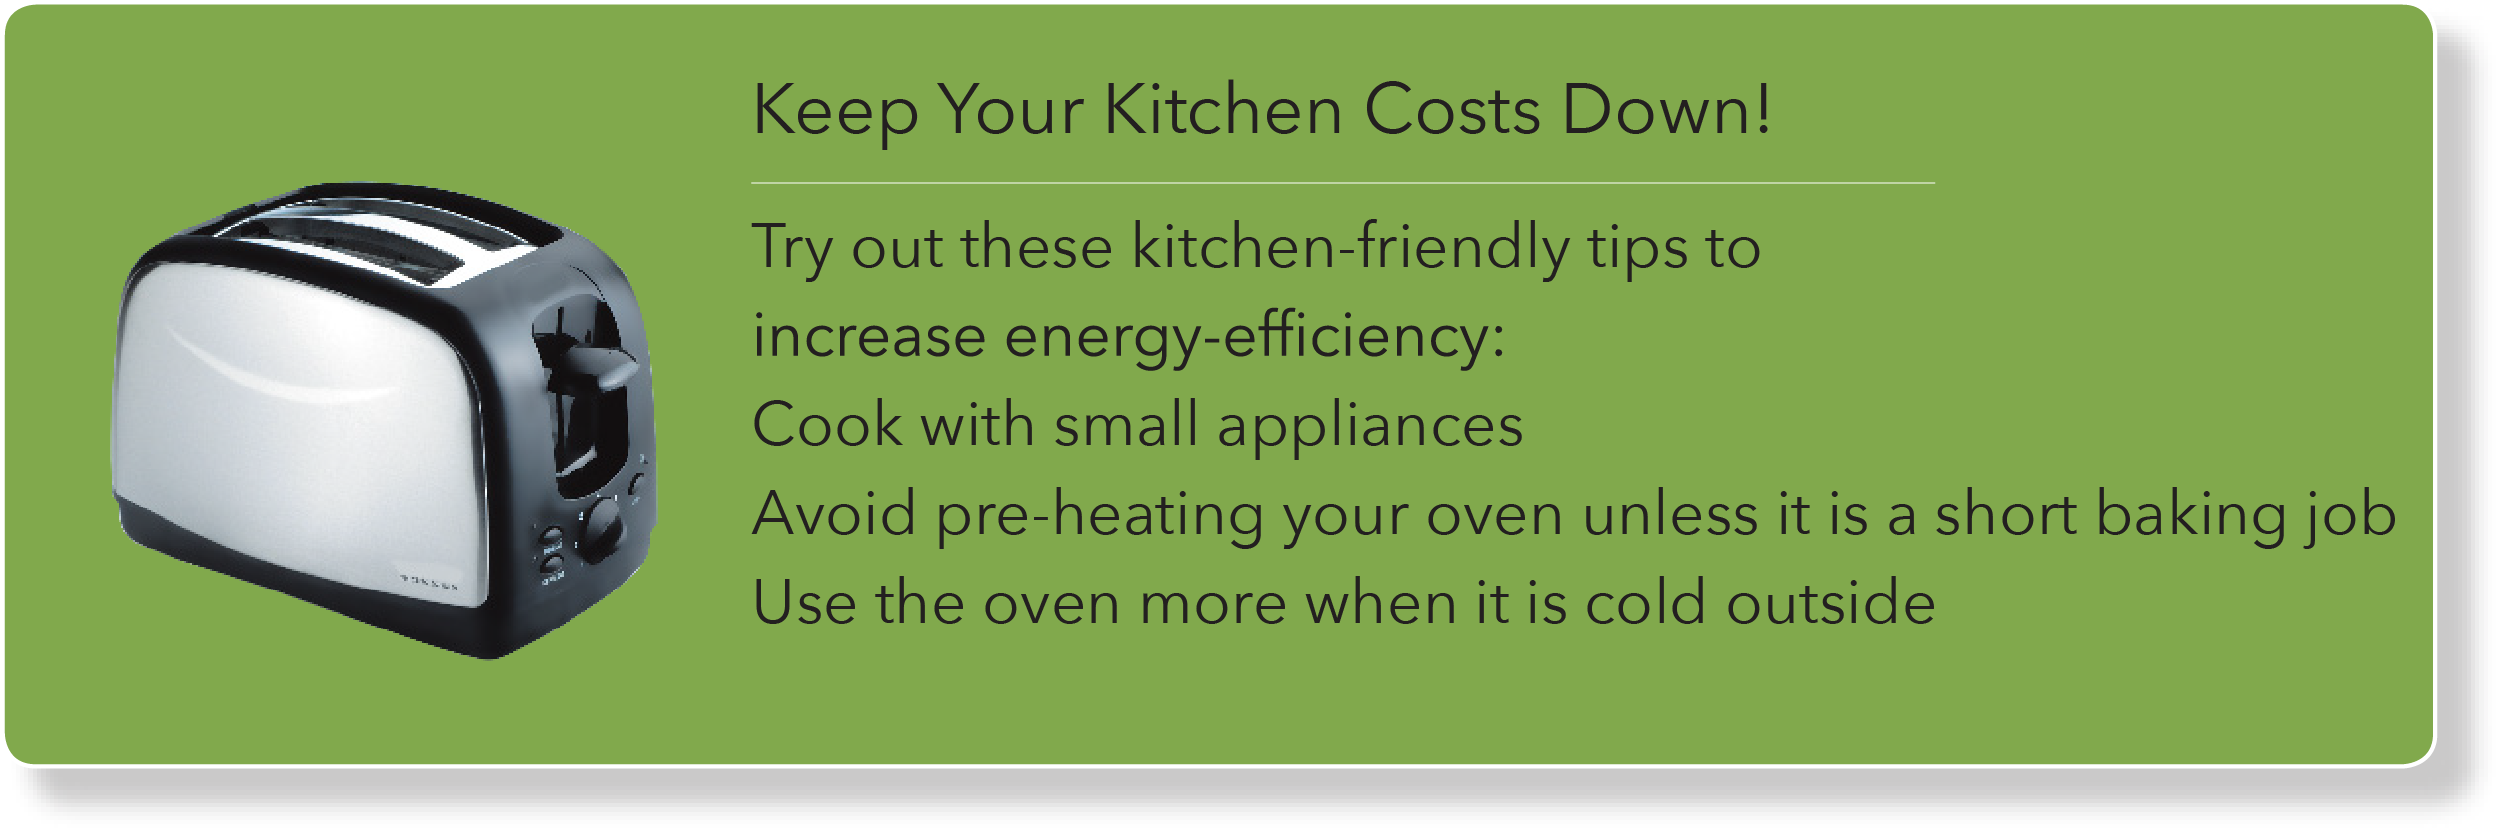 Keep Your Kitchen Costs Down!
Try out these kitchen-friendly tips to
increase energy-efficiency:
Cook with small appliances
Avoid pre-heating your oven unless it is a short baking job
Use the oven more when it is cold outside